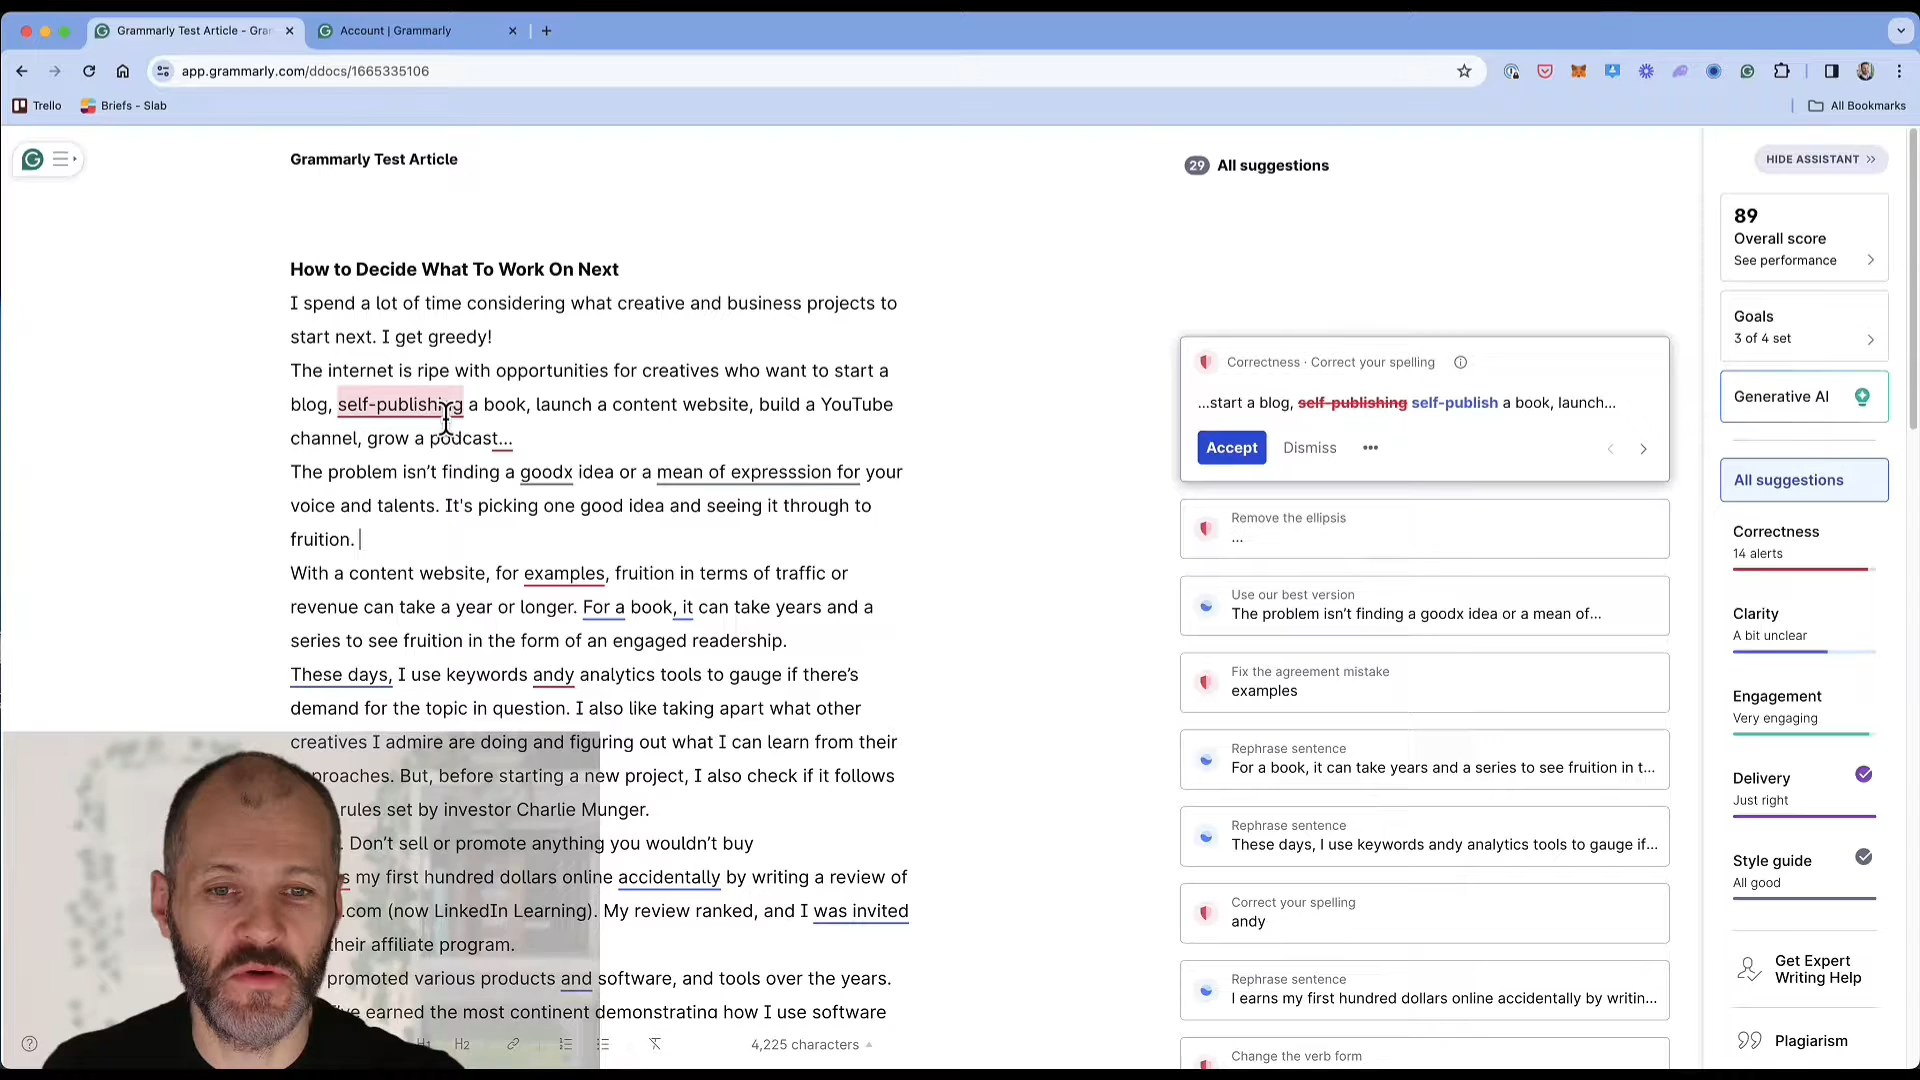 Grammarly Test Article - Gra
Account | Grammarly
app.grammarly.com/ddocs/1665335106
Trello
Briefs - Slab
All Bookmarks
Grammarly Test Article
How to Decide What To Work On Next
I spend a lot of time considering what creative and business projects to
start next. I get greedy!
The internet is ripe with opportunities for creatives who want to start a
blog, self-publishing a book, launch a content website, build a YouTube
channel, grow a podcast...
The problem isn’t finding a goodx idea or a mean of expresssion for your
voice and talents. It's picking one good idea and seeing it through to
fruition.
With a content website, for examples, fruition in terms of traffic or
revenue can take a year or longer. For a book, it can take years and a
series to see fruition in the form of an engaged readership.
These days, I use keywords andy analytics tools to gauge if there’s
demand for the topic in question. I also like taking apart what other
creatives I admire are doing and figuring out what I can learn from their
proaches. But, before starting a new project, I also check if it follows
rules set by investor Charlie Munger.
. Don’t sell or promote anything you wouldn’t buy
s my first hundred dollars online accidentally by writing a review of
.com (now LinkedIn Learning). My review ranked, and I was invited
their affiliate program.
promoted various products and software, and tools over the years.
've earned the most continent demonstrating how I use software
H1
H2
4,225 characters
29 All suggestions
Correctness · Correct your spelling
...start a blog, self-publishing self-publish a book, launch...
Accept
Dismiss
Remove the ellipsis
...
Use our best version
The problem isn’t finding a goodx idea or a mean of...
Fix the agreement mistake
examples
Rephrase sentence
For a book, it can take years and a series to see fruition in t...
Rephrase sentence
These days, I use keywords andy analytics tools to gauge if...
Correct your spelling
andy
Rephrase sentence
I earns my first hundred dollars online accidentally by writin...
Change the verb form
HIDE ASSISTANT
89
Overall score
See performance
Goals
3 of 4 set
Generative AI
All suggestions
Correctness
14 alerts
Clarity
A bit unclear
Engagement
Very engaging
Delivery
Just right
Style guide
All good
Get Expert
Writing Help
Plagiarism